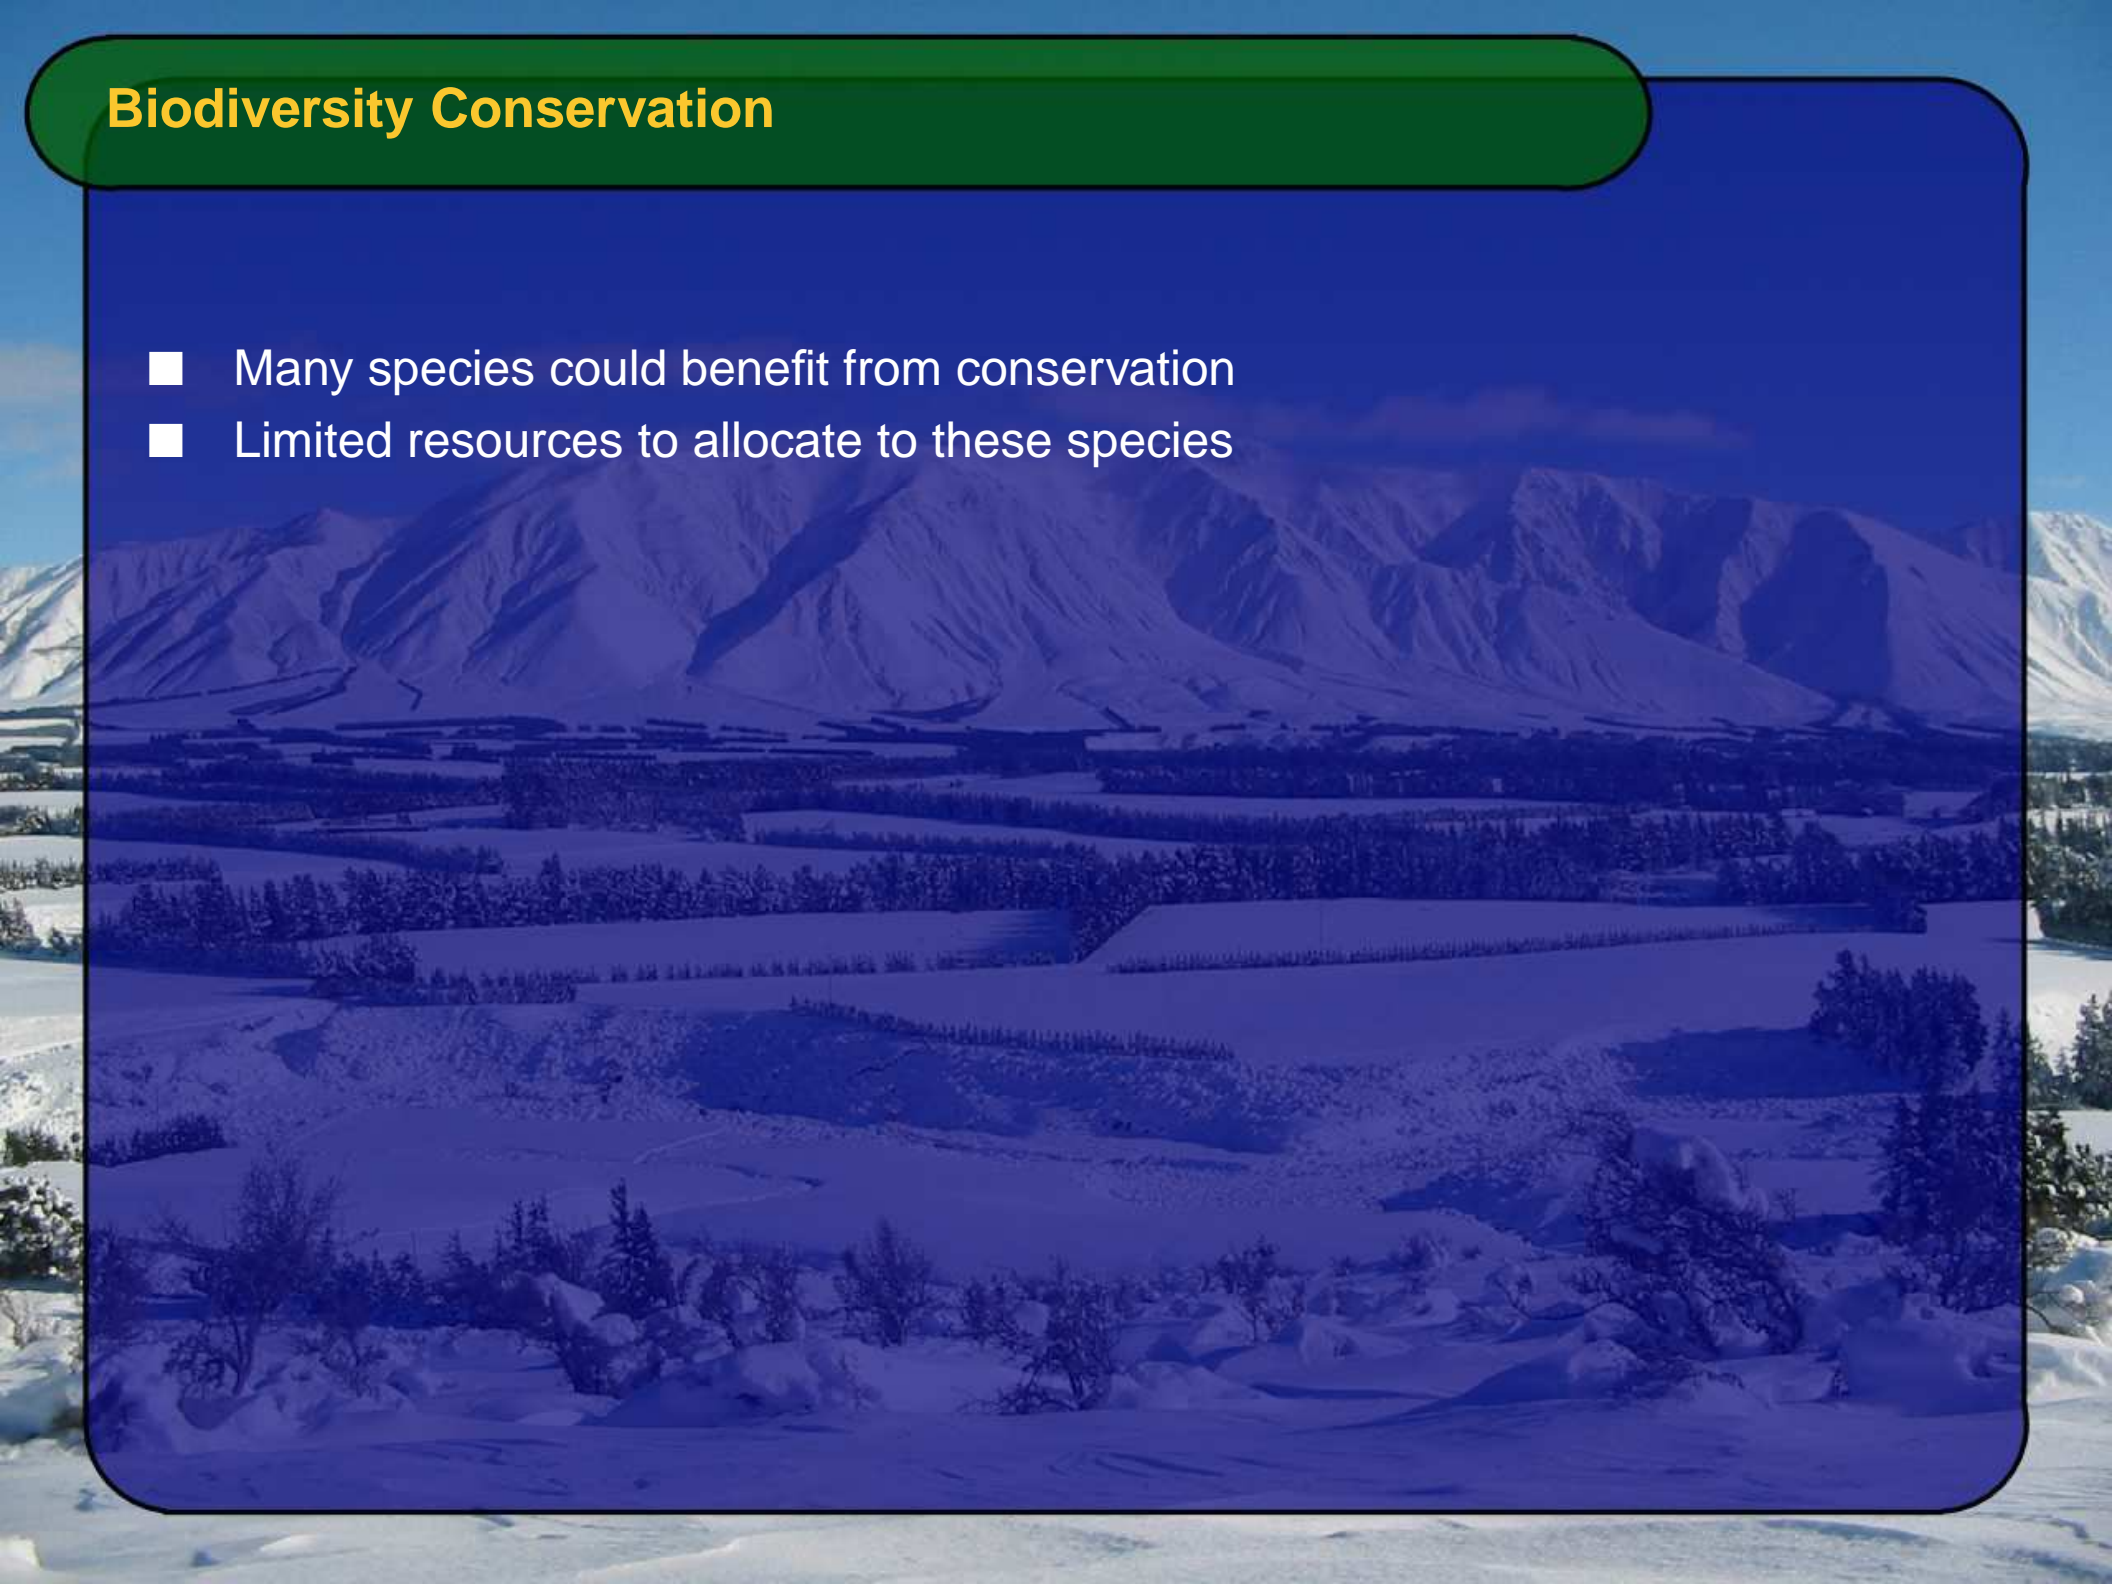 Biodiversity Conservation
Many species could benefit from conservation
Limited resources to allocate to these species